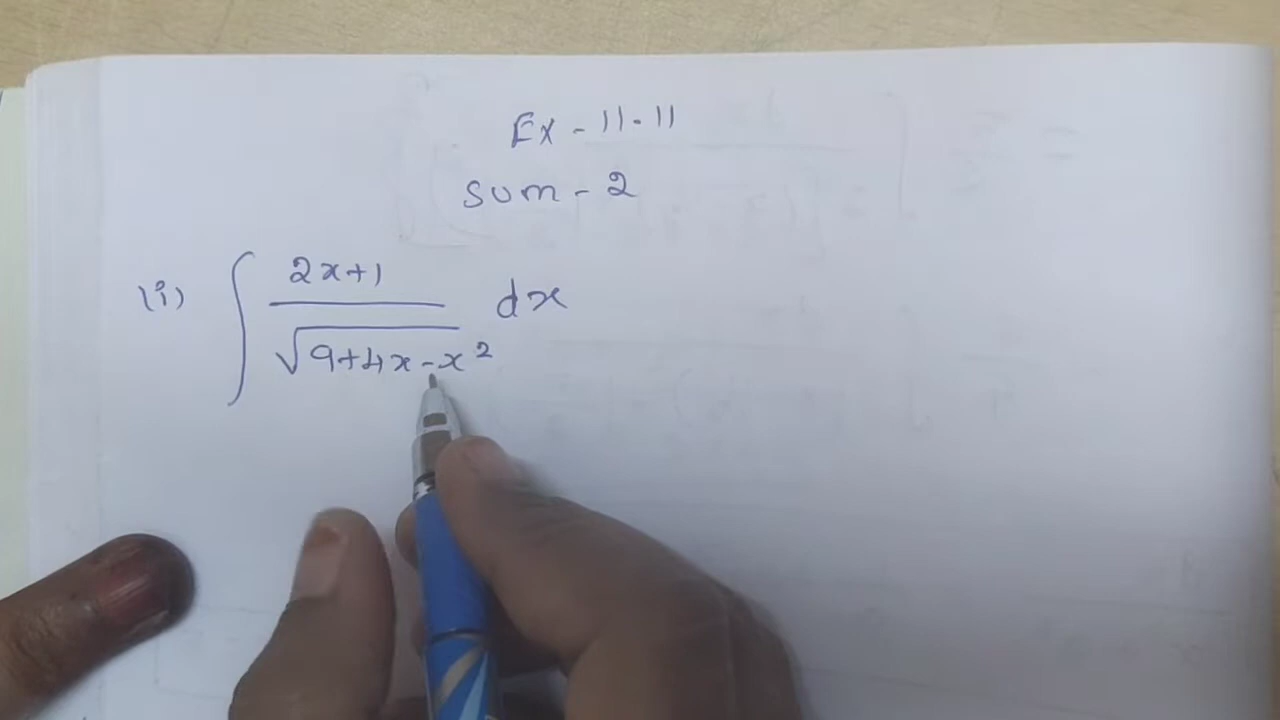 Ex - 11.11
Sum - 2
(i) ∫ (2x+1) / √(9+4x-x²) dx